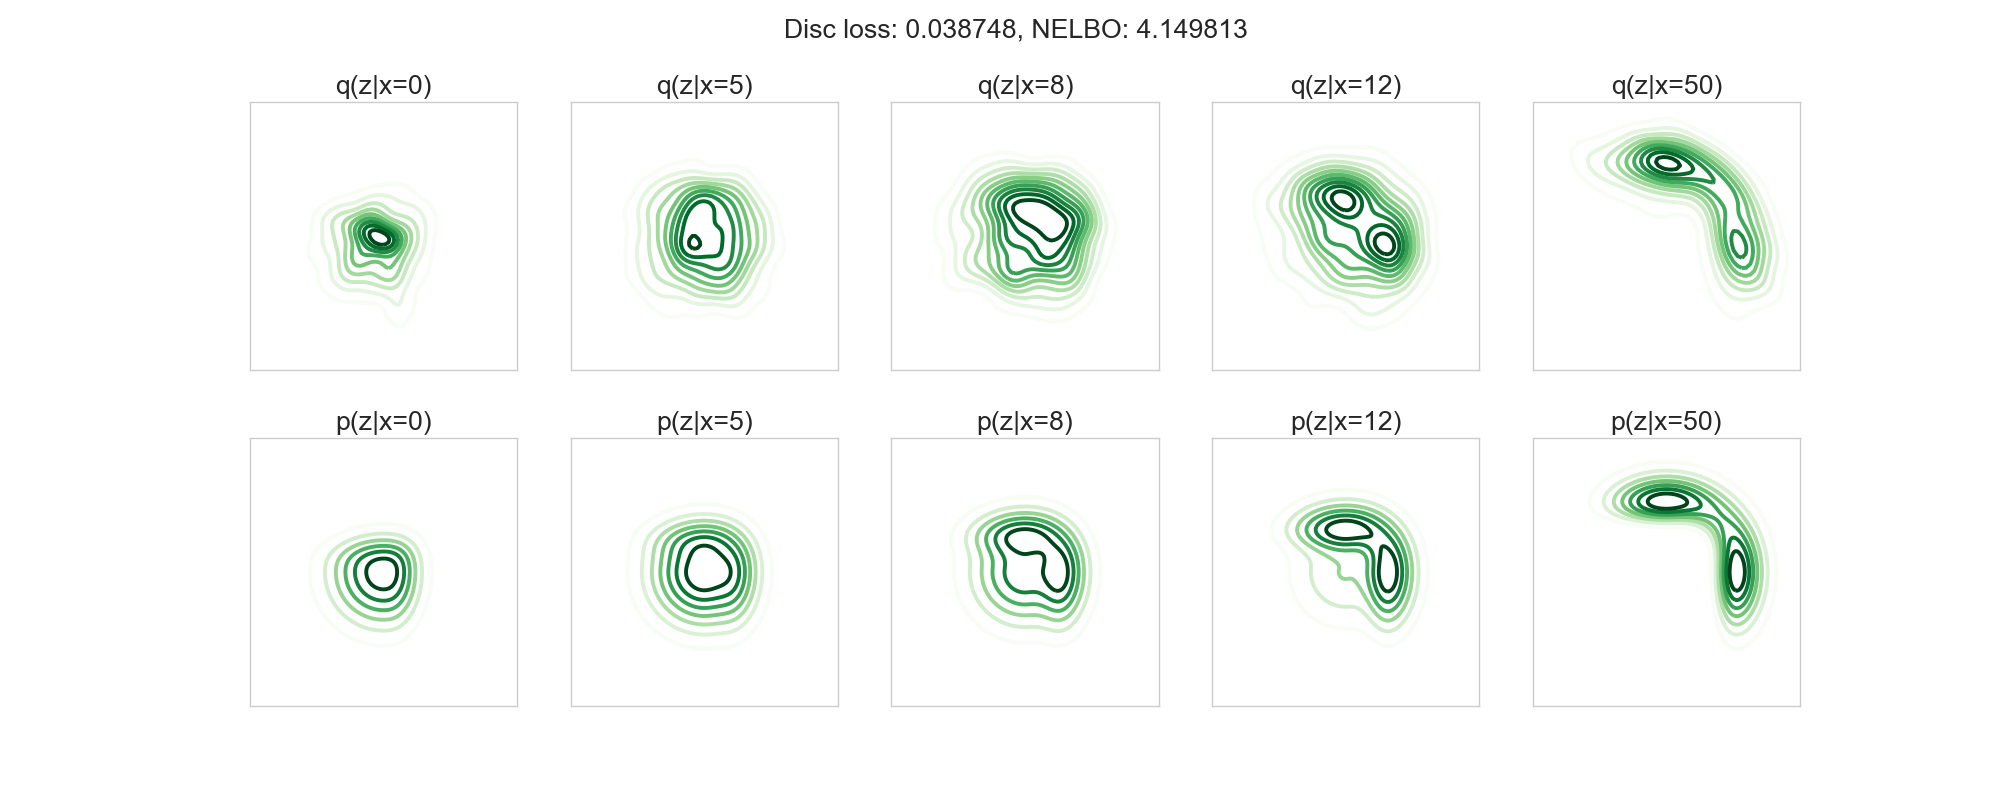 Disc loss: 0.038748, NELBO: 4.149813
q(z|x=0) q(z|x=5) q(z|x=8) q(z|x=12) q(z|x=50)
p(z|x=0) p(z|x=5) p(z|x=8) p(z|x=12) p(z|x=50)